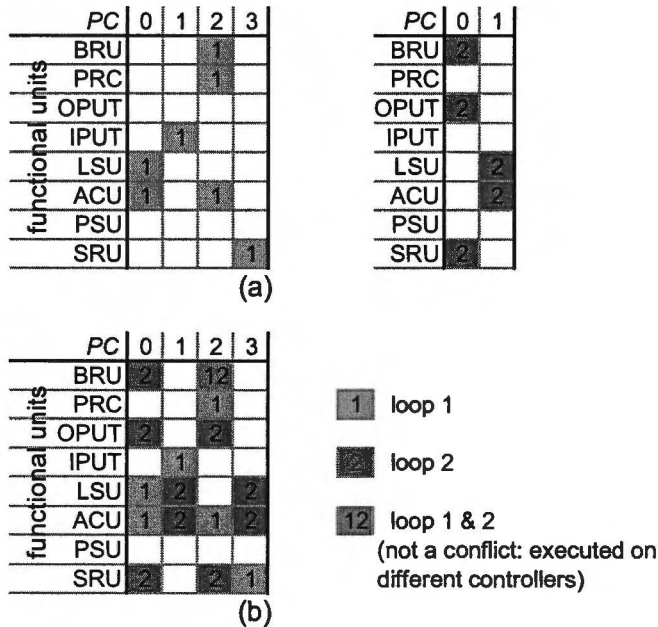 PC 0 1 2 3
BRU 1
PRC 1
OPUT
IPUT 1
LSU 1
ACU 1 1
PSU
SRU 1
functional units
PC 0 1
BRU 2
PRC
OPUT 2
IPUT
LSU 2
ACU 2
PSU
SRU 2
(a)
PC 0 1 2 3
BRU 2 12
PRC 1
OPUT 2 2
IPUT 1
LSU 1 2 2
ACU 1 2 1 2
PSU
SRU 2 2 1
functional units
(b)
1 loop 1
2 loop 2
12 loop 1 & 2
(not a conflict: executed on
different controllers)